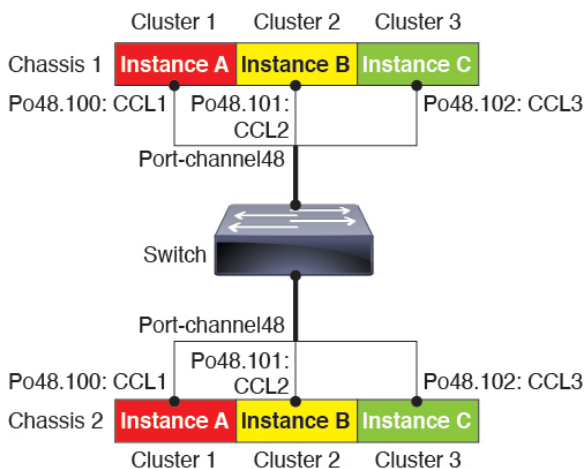 Cluster 1 Cluster 2 Cluster 3
Chassis 1 Instance A Instance B Instance C
Po48.100: CCL1 Po48.101: CCL2 Po48.102: CCL3
Port-channel48
Switch
Port-channel48
Po48.100: CCL1 Po48.101: CCL2 Po48.102: CCL3
Chassis 2 Instance A Instance B Instance C
Cluster 1 Cluster 2 Cluster 3